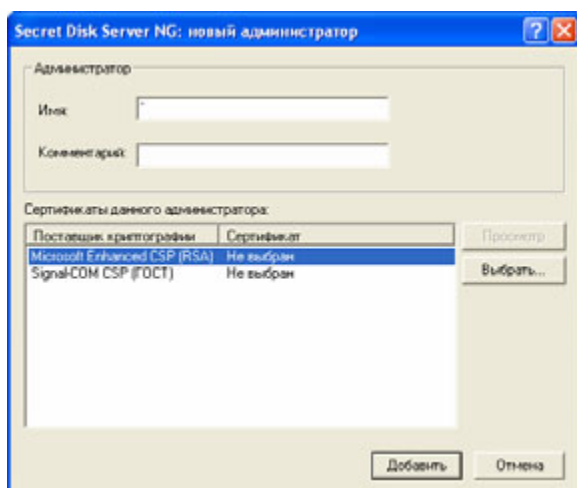 Secret Disk Server NG: новый администратор
Администратор
Имя:
Комментарий:
Сертификаты данного администратора:
Поставщик криптографии Сертификат
Microsoft Enhanced CSP (RSA) Не выбран
Signal-COM CSP (ГОСТ) Не выбран
Просмотр
Выбрать...
Добавить Отмена